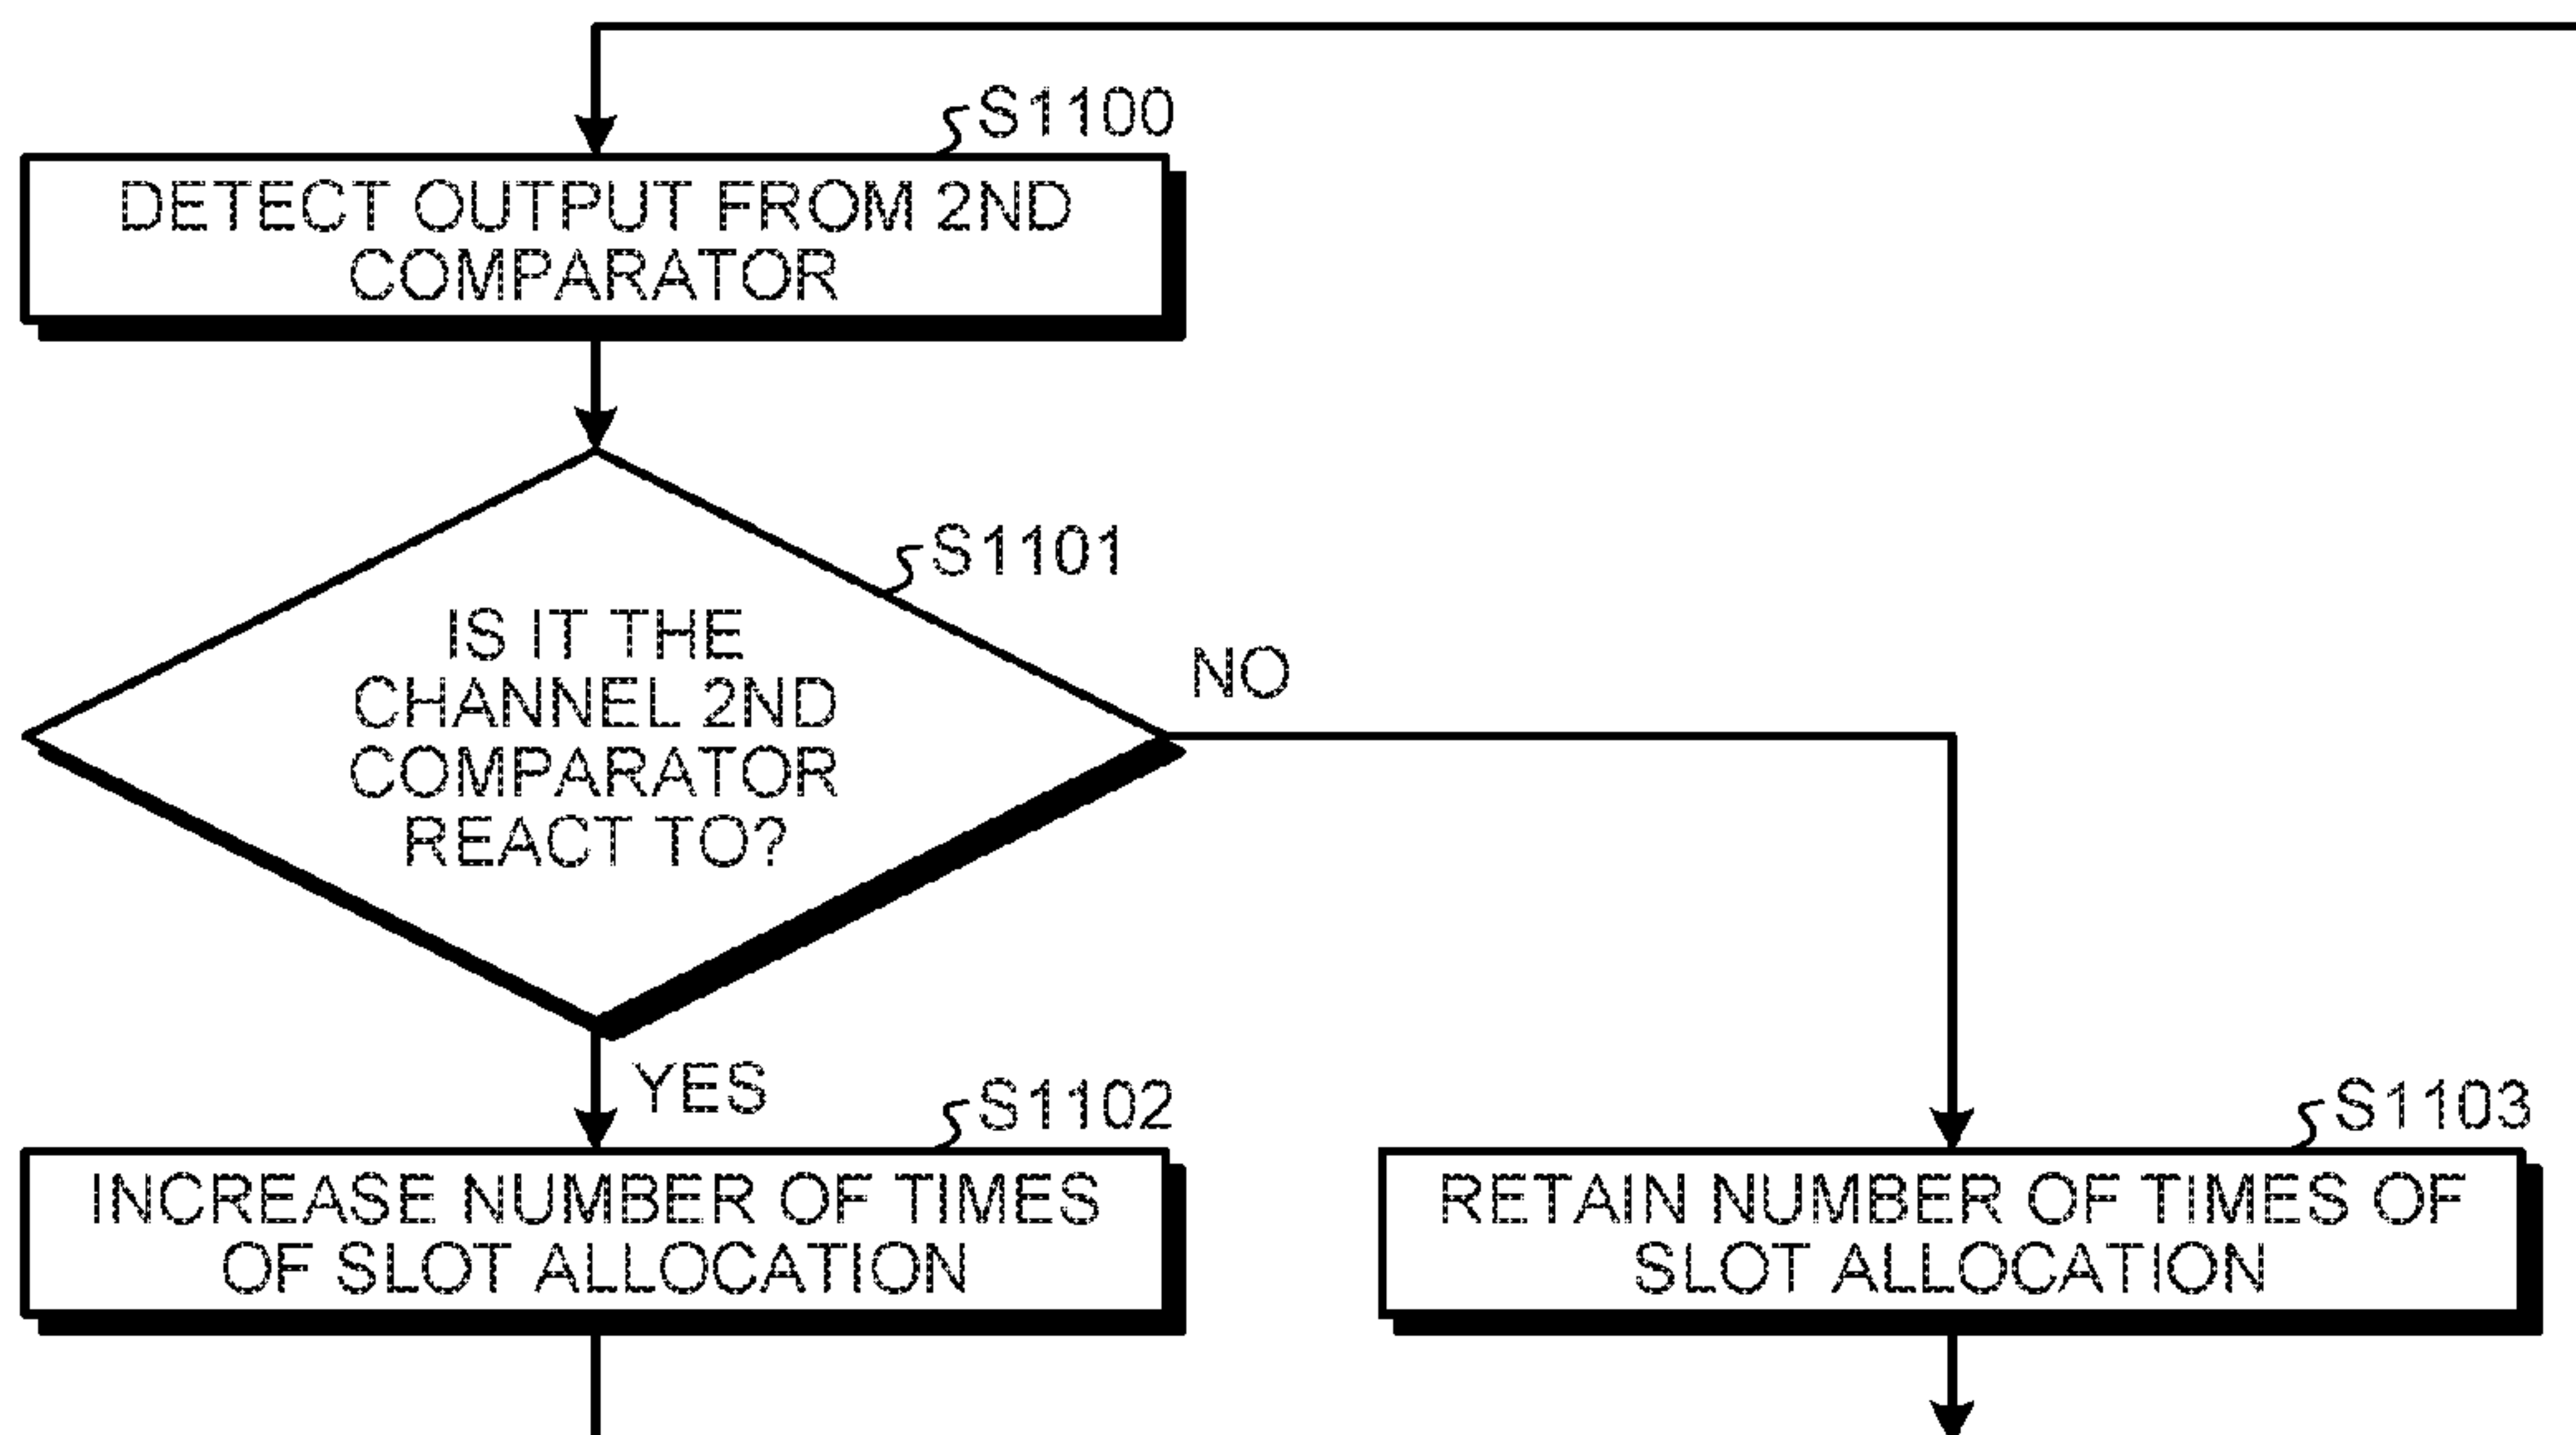 S1100
DETECT OUTPUT FROM 2ND
COMPARATOR
S1101
IS IT THE
CHANNEL 2ND
COMPARATOR
REACT TO?
NO
YES
S1102
INCREASE NUMBER OF TIMES
OF SLOT ALLOCATION
S1103
RETAIN NUMBER OF TIMES OF
SLOT ALLOCATION